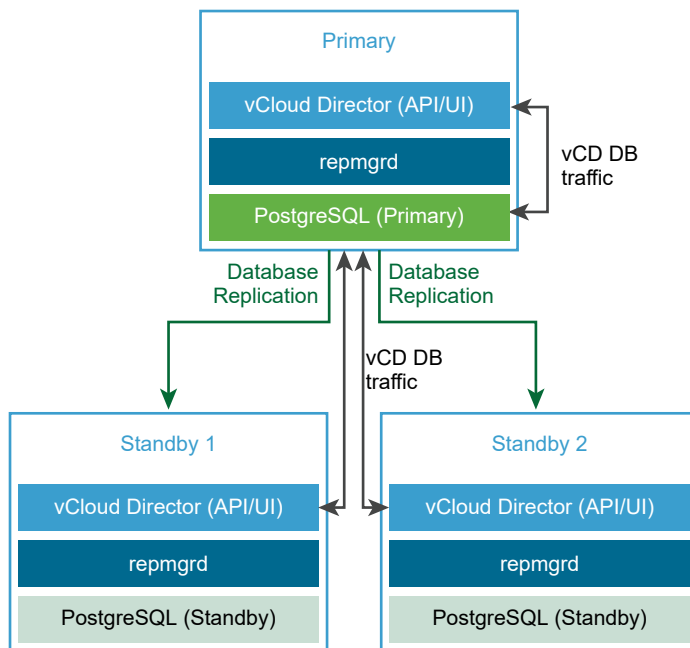 Primary
vCloud Director (API/UI)
repmgrd
PostgreSQL (Primary)
vCD DB
traffic
Database
Replication
Database
Replication
vCD DB
traffic
Standby 1
vCloud Director (API/UI)
repmgrd
PostgreSQL (Standby)
Standby 2
vCloud Director (API/UI)
repmgrd
PostgreSQL (Standby)